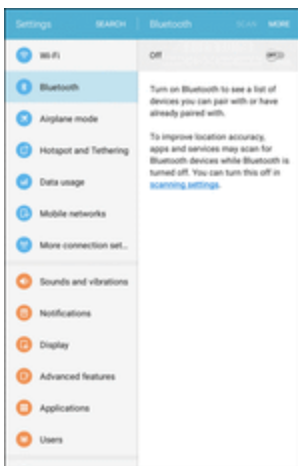 Settings
SEARCH
Wi-Fi
Bluetooth
Airplane mode
Hotspot and Tethering
Data usage
Mobile networks
More connection set...
Sounds and vibrations
Notifications
Display
Advanced features
Applications
Users
Bluetooth
SCAN
MORE
Off
OFF
Turn on Bluetooth to see a list of
devices you can pair with or have
already paired with.
To improve location accuracy,
apps and services may scan for
Bluetooth devices while Bluetooth is
turned off. You can turn this off in
scanning settings.